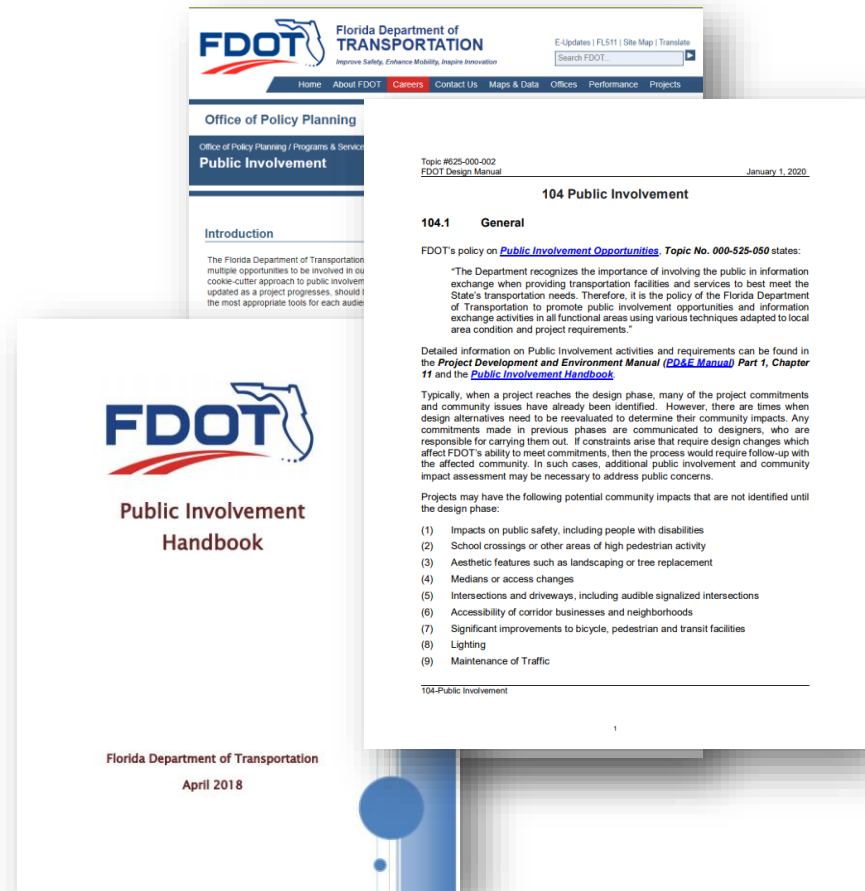 FDOT
Florida Department of
TRANSPORTATION
Improve Safety, Enhance Mobility, Inspire Innovation
E-Updates | FL511 | Site Map | Translate
Search FDOT...
Home About FDOT Careers Contact Us Maps & Data Offices Performance Projects
Office of Policy Planning
Office of Policy Planning / Programs & Service
Public Involvement
Introduction
The Florida Department of Transportation
multiple opportunities to be involved in ou
cookie-cutter approach to public involvem
updated as a project progresses, should
the most appropriate tools for each audie
Topic #625-000-002
FDOT Design Manual January 1, 2020
104 Public Involvement
104.1 General
FDOT's policy on Public Involvement Opportunities, Topic No. 000-525-050 states:
"The Department recognizes the importance of involving the public in information
exchange when providing transportation facilities and services to best meet the
State's transportation needs. Therefore, it is the policy of the Florida Department
of Transportation to promote public involvement opportunities and information
exchange activities in all functional areas using various techniques adapted to local
area condition and project requirements."
Detailed information on Public Involvement activities and requirements can be found in
the Project Development and Environment Manual (PD&E Manual) Part 1, Chapter
11 and the Public Involvement Handbook.
Typically, when a project reaches the design phase, many of the project commitments
and community issues have already been identified. However, there are times when
design alternatives need to be reevaluated to determine their community impacts. Any
commitments made in previous phases are communicated to designers, who are
responsible for carrying them out. If constraints arise that require design changes which
affect FDOT's ability to meet commitments, then the process would require follow-up with
the affected community. In such cases, additional public involvement and community
impact assessment may be necessary to address public concerns.
Projects may have the following potential community impacts that are not identified until
the design phase:
(1) Impacts on public safety, including people with disabilities
(2) School crossings or other areas of high pedestrian activity
(3) Aesthetic features such as landscaping or tree replacement
(4) Medians or access changes
(5) Intersections and driveways, including audible signalized intersections
(6) Accessibility of corridor businesses and neighborhoods
(7) Significant improvements to bicycle, pedestrian and transit facilities
(8) Lighting
(9) Maintenance of Traffic
104-Public Involvement
1
FDOT
Public Involvement
Handbook
Florida Department of Transportation
April 2018